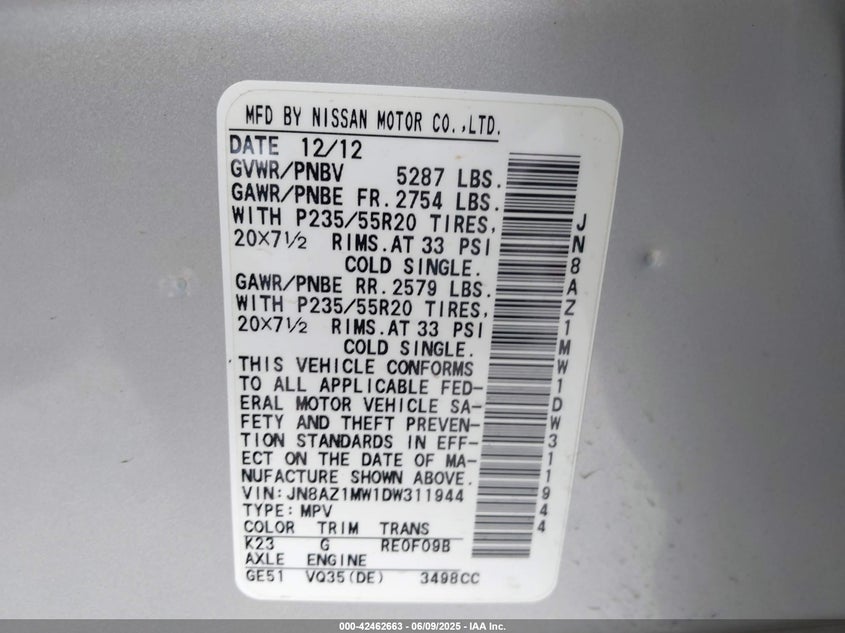 MFD BY NISSAN MOTOR CO.,LTD.
DATE 12/12
GVWR/PNBV 5287 LBS.
GAWR/PNBE FR. 2754 LBS.
WITH P235/55R20 TIRES,
20X7½ RIMS. AT 33 PSI
COLD SINGLE.
GAWR/PNBE RR. 2579 LBS.
WITH P235/55R20 TIRES,
20X7½ RIMS. AT 33 PSI
COLD SINGLE.
THIS VEHICLE CONFORMS
TO ALL APPLICABLE FED-
ERAL MOTOR VEHICLE SA-
FETY AND THEFT PREVEN-
TION STANDARDS IN EFF-
ECT ON THE DATE OF MA-
NUFACTURE SHOWN ABOVE.
VIN: JN8AZ1MW1DW311944
TYPE: MPV
COLOR TRIM TRANS
K23 G RE0F09B
AXLE ENGINE
GE51 VQ35(DE) 3498CC
JN8AZ1MW1DW311944
000-42462663 - 06/09/2025 - IAA Inc.